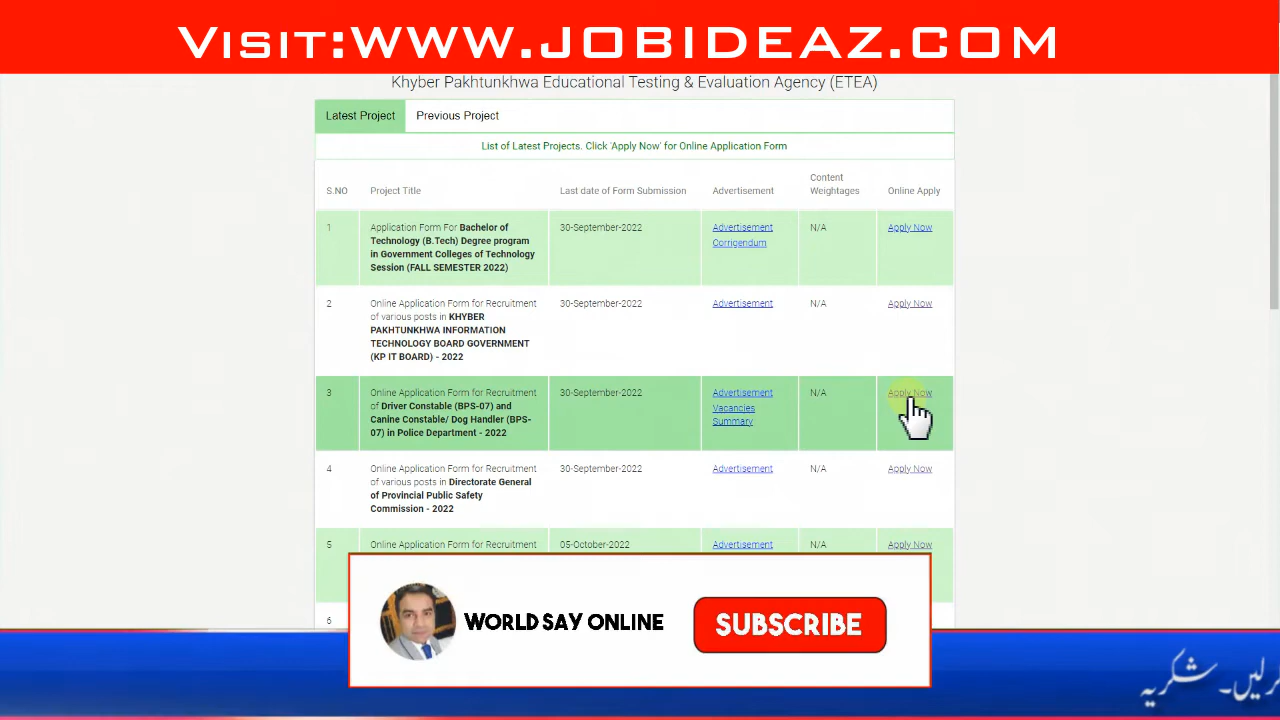 Visit:WWW.JOBIDEAZ.COM
Khyber Pakhtunkhwa Educational Testing & Evaluation Agency (ETEA)
Latest Project Previous Project
List of Latest Projects. Click 'Apply Now' for Online Application Form
S.NO Project Title Last date of Form Submission Advertisement Content Weightages Online Apply
1 Application Form For Bachelor of 30-September-2022 Advertisement N/A Apply Now
Technology (B.Tech) Degree program Corrigendum
in Government Colleges of Technology
Session (FALL SEMESTER 2022)
2 Online Application Form for Recruitment 30-September-2022 Advertisement N/A Apply Now
of various posts in KHYBER
PAKHTUNKHWA INFORMATION
TECHNOLOGY BOARD GOVERNMENT
(KP IT BOARD) - 2022
3 Online Application Form for Recruitment 30-September-2022 Advertisement N/A Apply Now
of Driver Constable (BPS-07) and Vacancies
Canine Constable/ Dog Handler (BPS- Summary
07) in Police Department - 2022
4 Online Application Form for Recruitment 30-September-2022 Advertisement N/A Apply Now
of various posts in Directorate General
of Provincial Public Safety
Commission - 2022
5 Online Application Form for Recruitment 05-October-2022 Advertisement N/A Apply Now
6
WORLD SAY ONLINE SUBSCRIBE
لیں۔ شکریہ